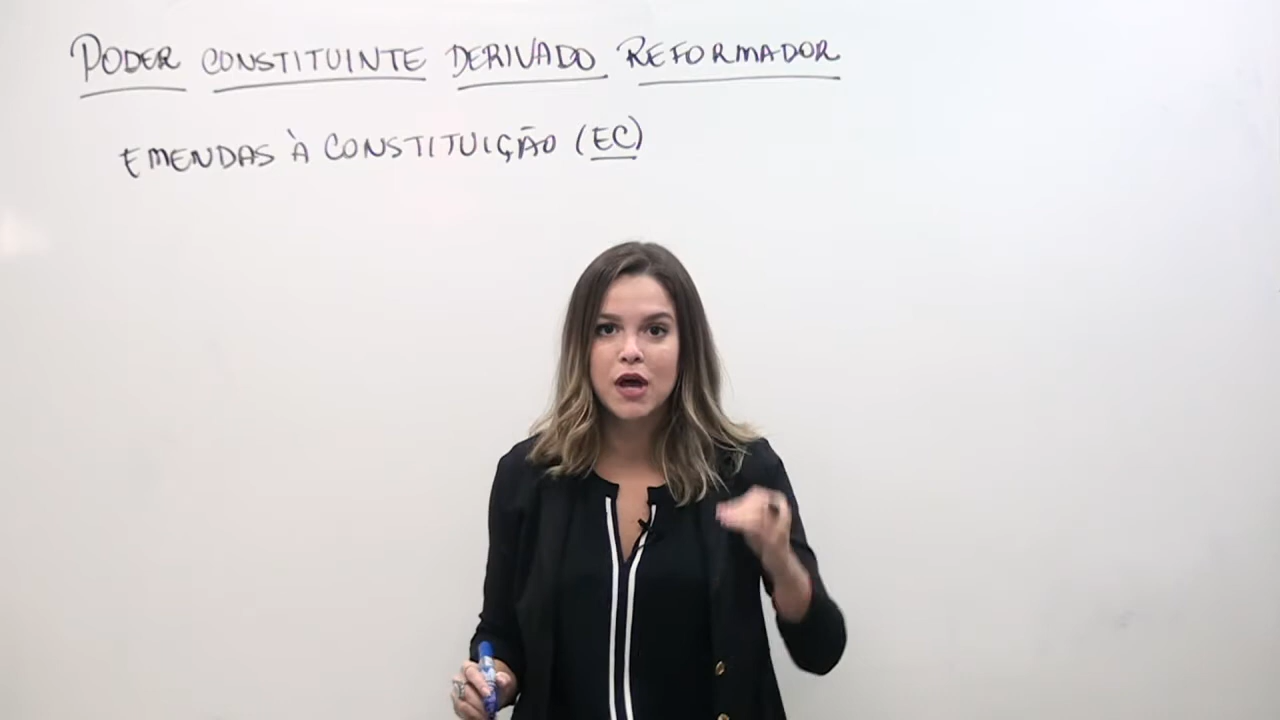 PODER CONSTITUINTE DERIVADO REFORMADOR
EMENDAS À CONSTITUIÇÃO (EC)